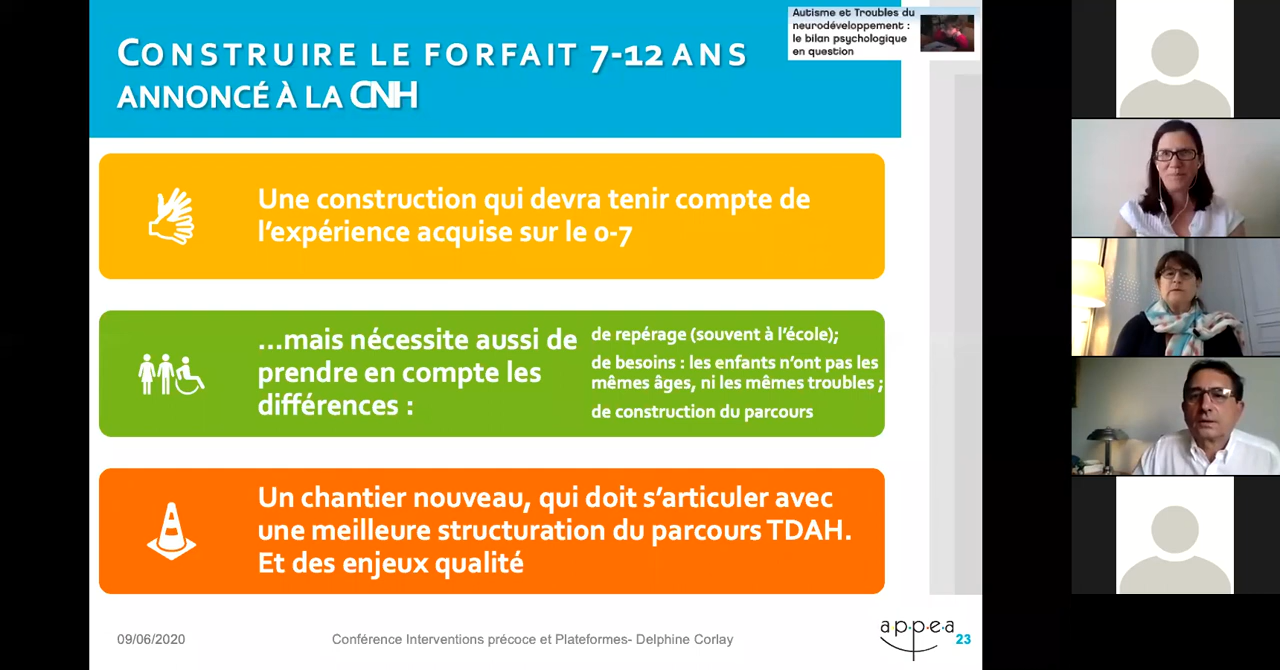 Autisme et Troubles du
neurodéveloppement :
le bilan psychologique
en question
CONSTRUIRE LE FORFAIT 7-12 ANS
ANNONCÉ À LA CNH
Une construction qui devra tenir compte de
l'expérience acquise sur le 0-7
...mais nécessite aussi de
prendre en compte les
différences :
de repérage (souvent à l'école);
de besoins : les enfants n'ont pas les
mêmes âges, ni les mêmes troubles ;
de construction du parcours
Un chantier nouveau, qui doit s'articuler avec
une meilleure structuration du parcours TDAH.
Et des enjeux qualité
09/06/2020
Conférence Interventions précoce et Plateformes- Delphine Corlay
a.p.p.e.a
23